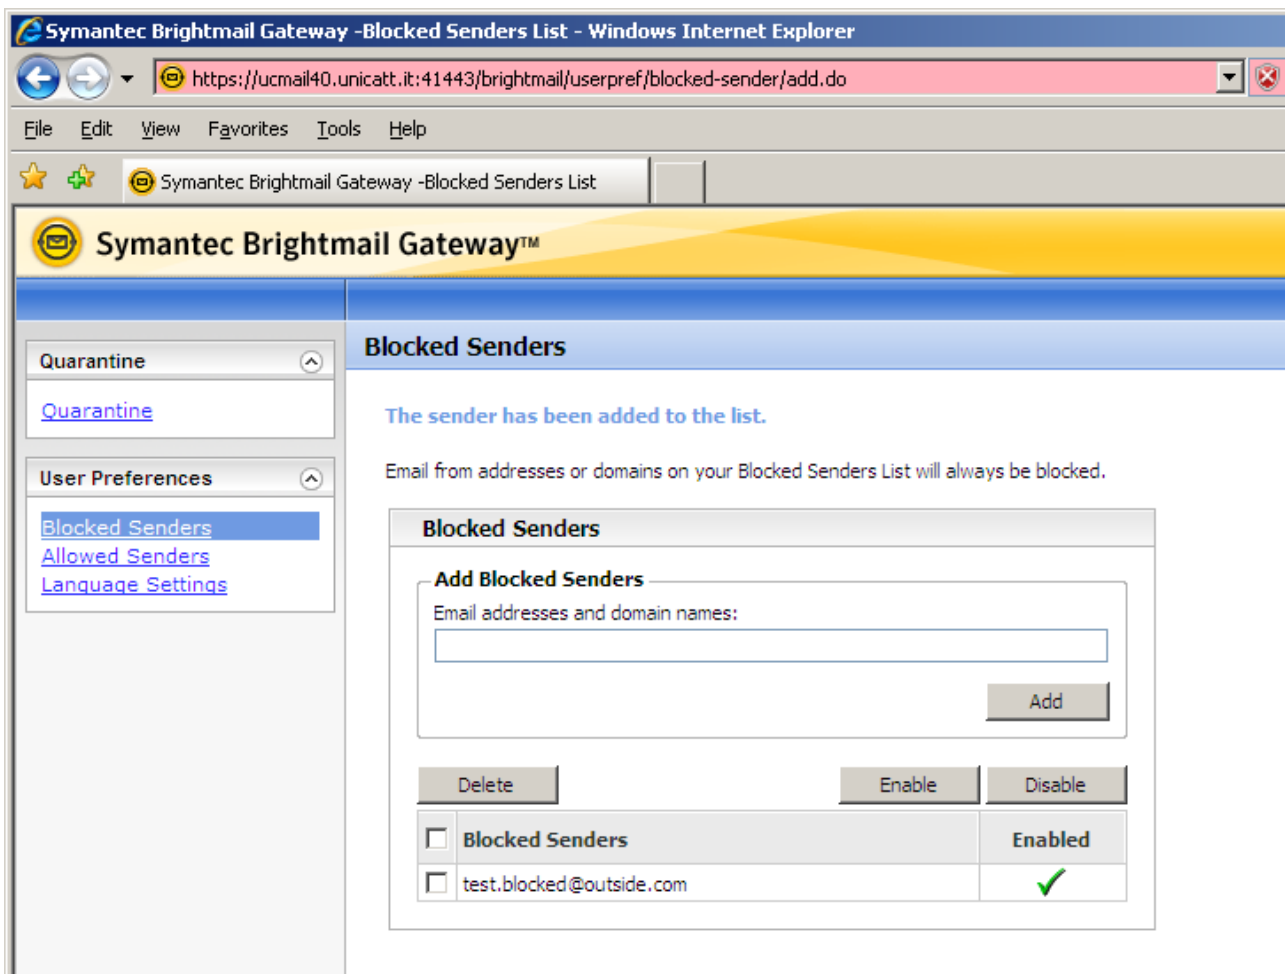 Symantec Brightmail Gateway -Blocked Senders List - Windows Internet Explorer
https://ucmail40.unicatt.it:41443/brightmail/userpref/blocked-sender/add.do
File Edit View Favorites Tools Help
Symantec Brightmail Gateway -Blocked Senders List
Symantec Brightmail Gateway™
Quarantine
Quarantine
User Preferences
Blocked Senders
Allowed Senders
Language Settings
Blocked Senders
The sender has been added to the list.
Email from addresses or domains on your Blocked Senders List will always be blocked.
Blocked Senders
Add Blocked Senders
Email addresses and domain names:
Add
Delete Enable Disable
Blocked Senders Enabled
test.blocked@outside.com